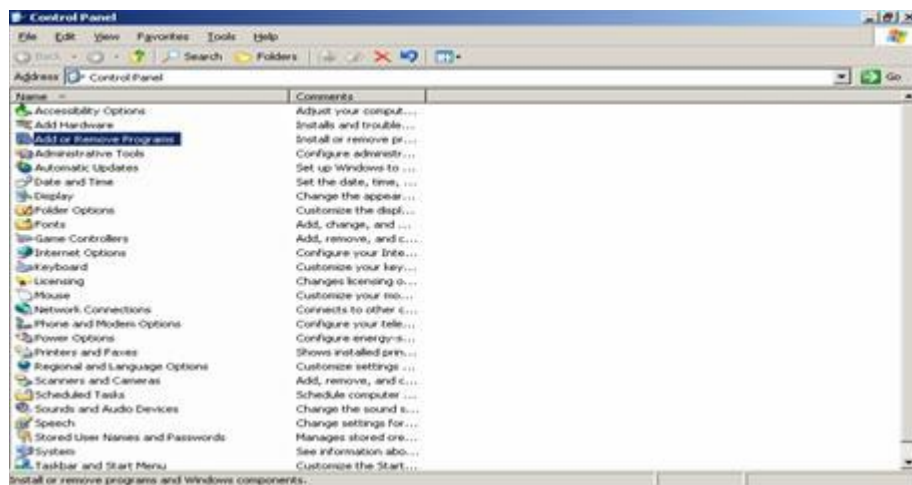 Control Panel
File Edit View Favorites Tools Help
Back Search Folders
Address Control Panel Go
Name Comments
Accessibility Options Adjust your comput...
Add Hardware Installs and trouble...
Add or Remove Programs Install or remove pr...
Administrative Tools Configure administr...
Automatic Updates Set up Windows to ...
Date and Time Set the date, time, ...
Display Change the appear...
Folder Options Customize the displ...
Fonts Add, change, and ...
Game Controllers Add, remove, and c...
Internet Options Configure your Inte...
Keyboard Customize your key...
Licensing Changes licensing o...
Mouse Customize your mo...
Network Connections Connects to other c...
Phone and Modem Options Configure your tele...
Power Options Configure energy-s...
Printers and Faxes Shows installed prin...
Regional and Language Options Customize settings ...
Scanners and Cameras Add, remove, and c...
Scheduled Tasks Schedule computer ...
Sounds and Audio Devices Change the sound s...
Speech Change settings for...
Stored User Names and Passwords Manages stored cre...
System See information abo...
Taskbar and Start Menu Customize the Start...
Install or remove programs and Windows components.